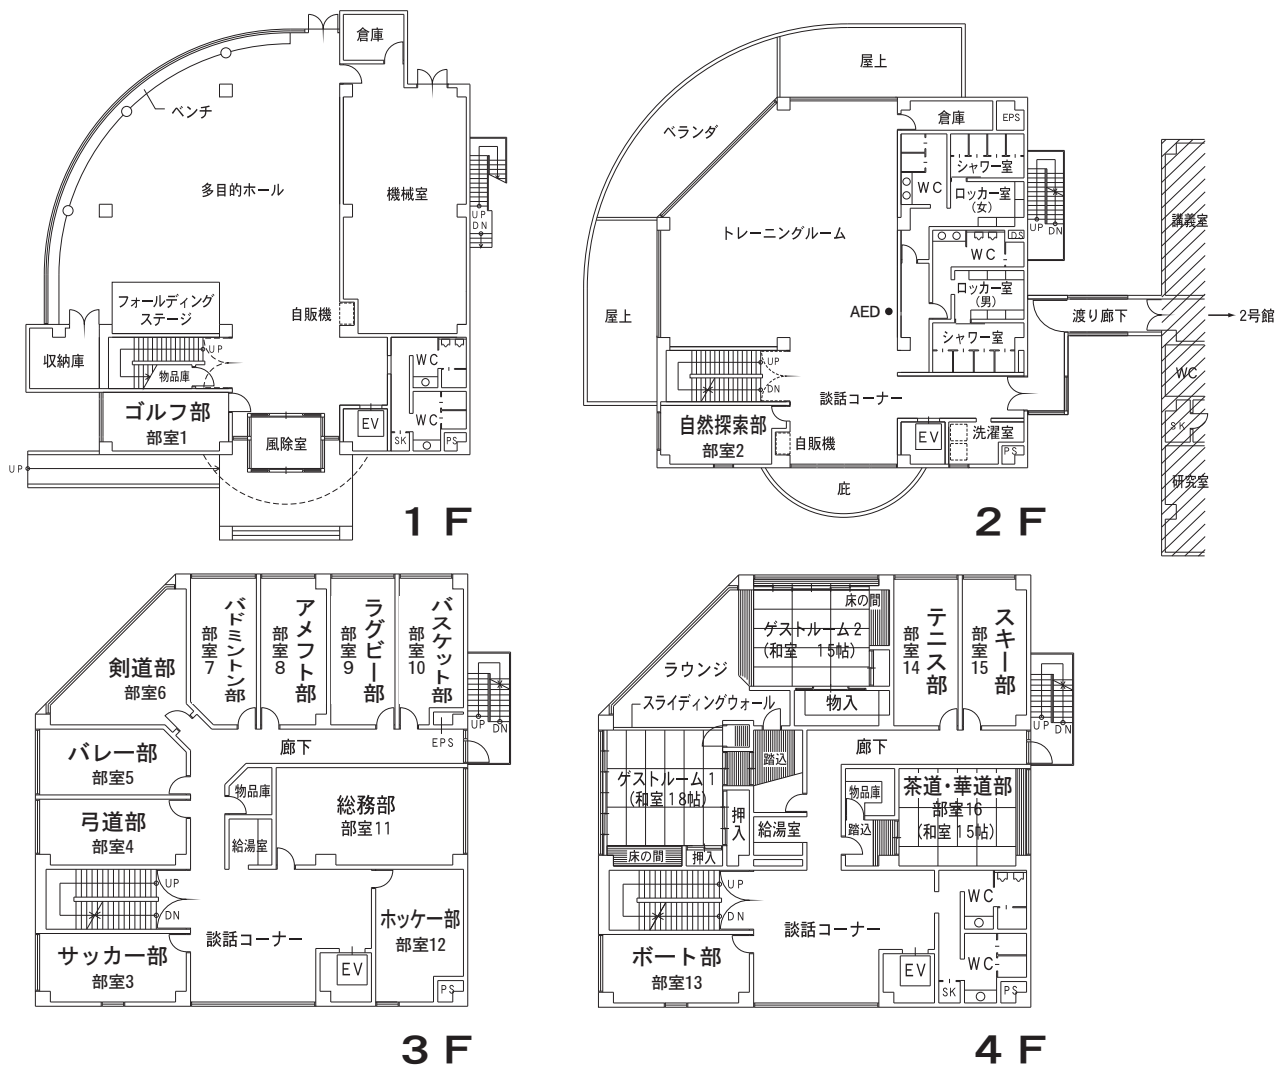 倉庫
ベンチ
多目的ホール
機械室
UP
DN
フォールディング
ステージ
自販機
収納庫
UP
物品庫
WC
ゴルフ部
部室1
風除室
EV
WC
SK
PS
UP
1F
屋上
ベランダ
倉庫
EPS
シャワー室
WC
ロッカー室
(女)
トレーニングルーム
UP
DN
DS
WC
講義室
ロッカー室
(男)
AED
屋上
渡り廊下
2号館
シャワー室
UP
DN
WC
談話コーナー
自然探索部
部室2
自販機
EV
洗濯室
PS
SK
研究室
庇
2F
バドミントン部
部室7
アメフト部
部室8
ラグビー部
部室9
バスケット部
部室10
剣道部
部室6
UP
DN
EPS
バレー部
部室5
廊下
物品庫
総務部
部室11
弓道部
部室4
給湯室
UP
DN
ホッケー部
部室12
談話コーナー
サッカー部
部室3
EV
PS
3F
床の間
ゲストルーム2
(和室 15帖)
テニス部
部室14
スキー部
部室15
ラウンジ
スライディングウォール
物入
UP
DN
廊下
踏込
ゲストルーム1
(和室18帖)
物品庫
茶道・華道部
部室16
(和室15帖)
押入
給湯室
踏込
床の間
押入
UP
DN
WC
談話コーナー
ボート部
部室13
EV
WC
SK
PS
4F